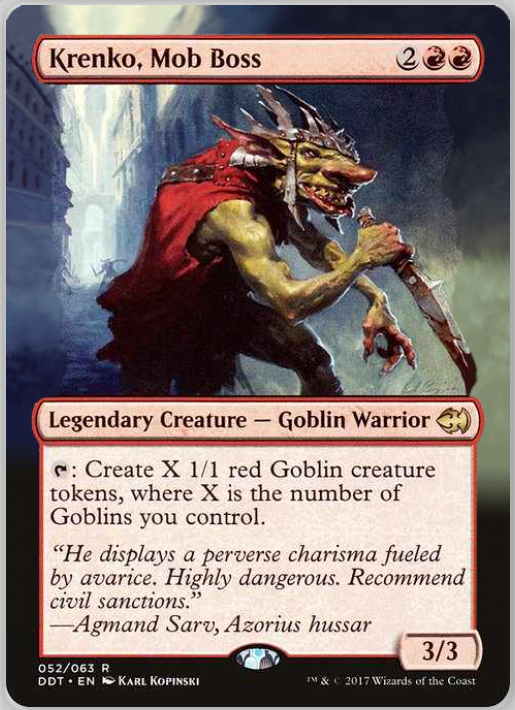 Krenko, Mob Boss 2
Legendary Creature — Goblin Warrior
: Create X 1/1 red Goblin creature
tokens, where X is the number of
Goblins you control.
“He displays a perverse charisma fueled
by avarice. Highly dangerous. Recommend
civil sanctions.”
—Agmand Sarv, Azorius hussar
3/3
052/063 R
DDT • EN Karl Kopinski
™ & © 2017 Wizards of the Coast